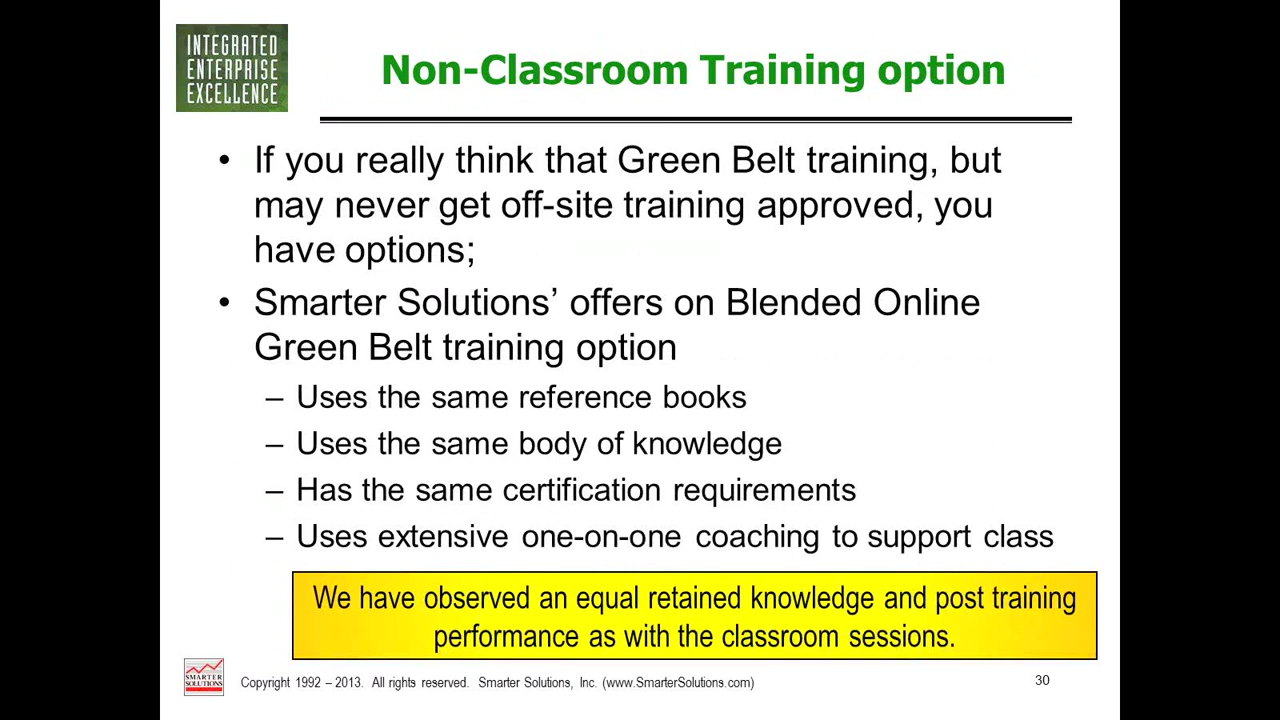 INTEGRATED
ENTERPRISE
EXCELLENCE
Non-Classroom Training option
• If you really think that Green Belt training, but
may never get off-site training approved, you
have options;
• Smarter Solutions’ offers on Blended Online
Green Belt training option
– Uses the same reference books
– Uses the same body of knowledge
– Has the same certification requirements
– Uses extensive one-on-one coaching to support class
We have observed an equal retained knowledge and post training
performance as with the classroom sessions.
SMARTER
SOLUTIONS
Copyright 1992 – 2013. All rights reserved. Smarter Solutions, Inc. (www.SmarterSolutions.com)
30